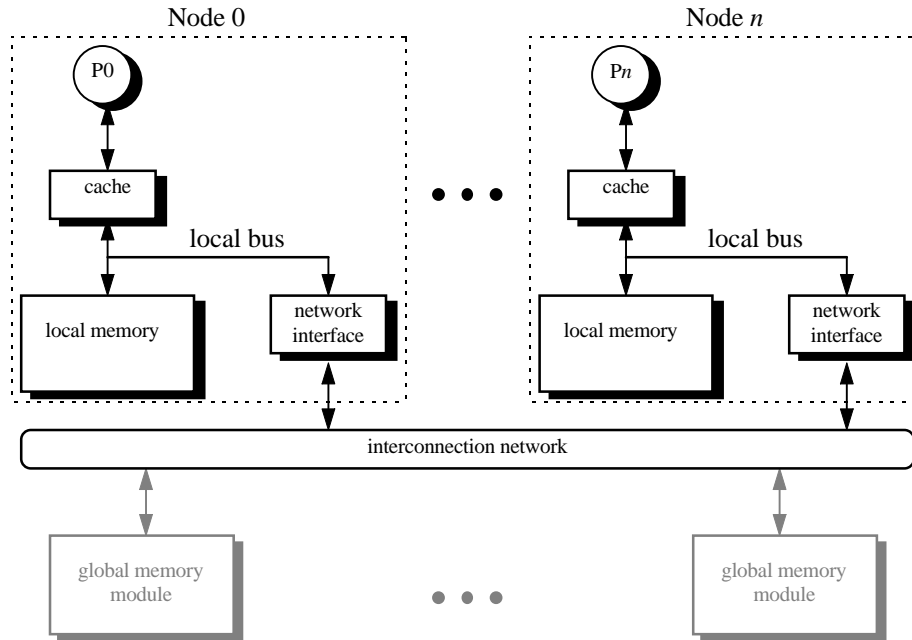 Node 0
Node n
P0
Pn
cache
cache
local bus
local bus
local memory
network
interface
local memory
network
interface
interconnection network
global memory
module
global memory
module